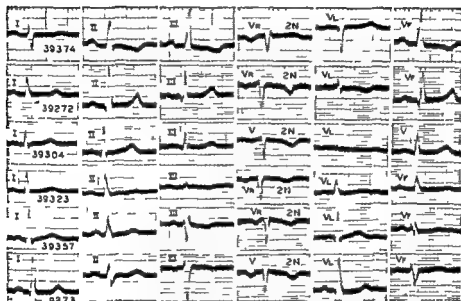 I II III VR 2N VL VF
39374
I II III VR 2N VL VF
39272
I II III V 2N VL V
39304
I II III VR 2N VL VF
39323
I II III VR 2N VL VF
39357
I II III V 2N VL VF
9373